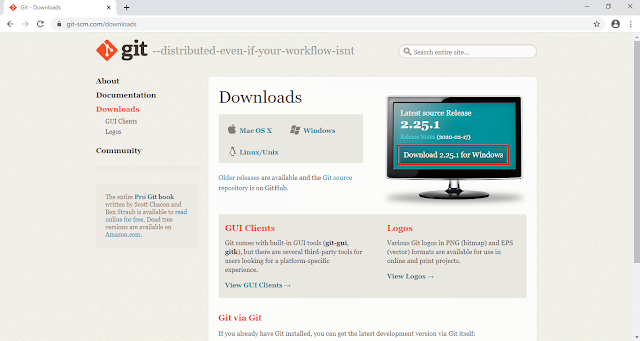 Git - Downloads
git-scm.com/downloads
git --distributed-even-if-your-workflow-isnt
Search entire site...
About
Documentation
Downloads
GUI Clients
Logos
Community
The entire Pro Git book
written by Scott Chacon and
Ben Straub is available to read
online for free. Dead tree
versions are available on
Amazon.com.
Downloads
Mac OS X
Windows
Linux/Unix
Older releases are available and the Git source
repository is on GitHub.
Latest source Release
2.25.1
Release Notes (2020-02-17)
Download 2.25.1 for Windows
GUI Clients
Git comes with built-in GUI tools (git-gui,
gitk), but there are several third-party tools for
users looking for a platform-specific
experience.
View GUI Clients →
Logos
Various Git logos in PNG (bitmap) and EPS
(vector) formats are available for use in
online and print projects.
View Logos →
Git via Git
If you already have Git installed, you can get the latest development version via Git itself: